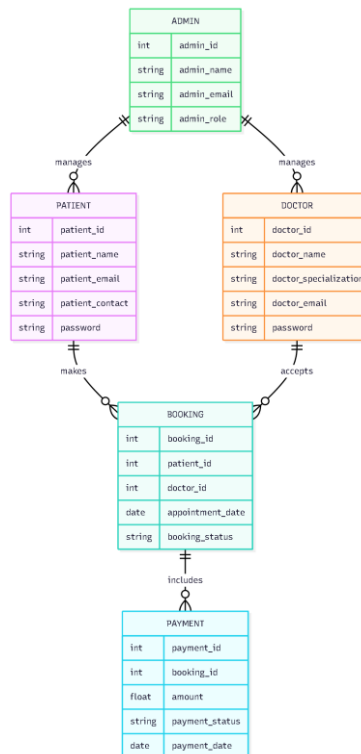 ADMIN
int admin_id
string admin_name
string admin_email
string admin_role
manages manages
PATIENT
int patient_id
string patient_name
string patient_email
string patient_contact
string password
DOCTOR
int doctor_id
string doctor_name
string doctor_specialization
string doctor_email
string password
makes accepts
BOOKING
int booking_id
int patient_id
int doctor_id
date appointment_date
string booking_status
includes
PAYMENT
int payment_id
int booking_id
float amount
string payment_status
date payment_date